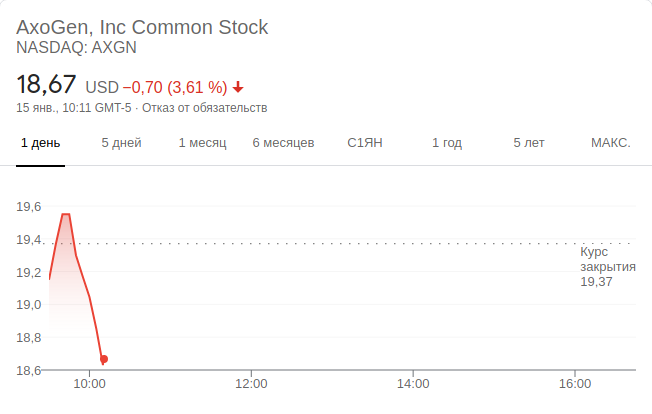 AxoGen, Inc Common Stock
NASDAQ: AXGN
18,67 USD −0,70 (3,61 %)
15 янв., 10:11 GMT-5 · Отказ от обязательств
1 день 5 дней 1 месяц 6 месяцев С1ЯН 1 год 5 лет МАКС.
19,6
19,4
Курс
закрытия
19,37
19,2
19,0
18,8
18,6
10:00 12:00 14:00 16:00